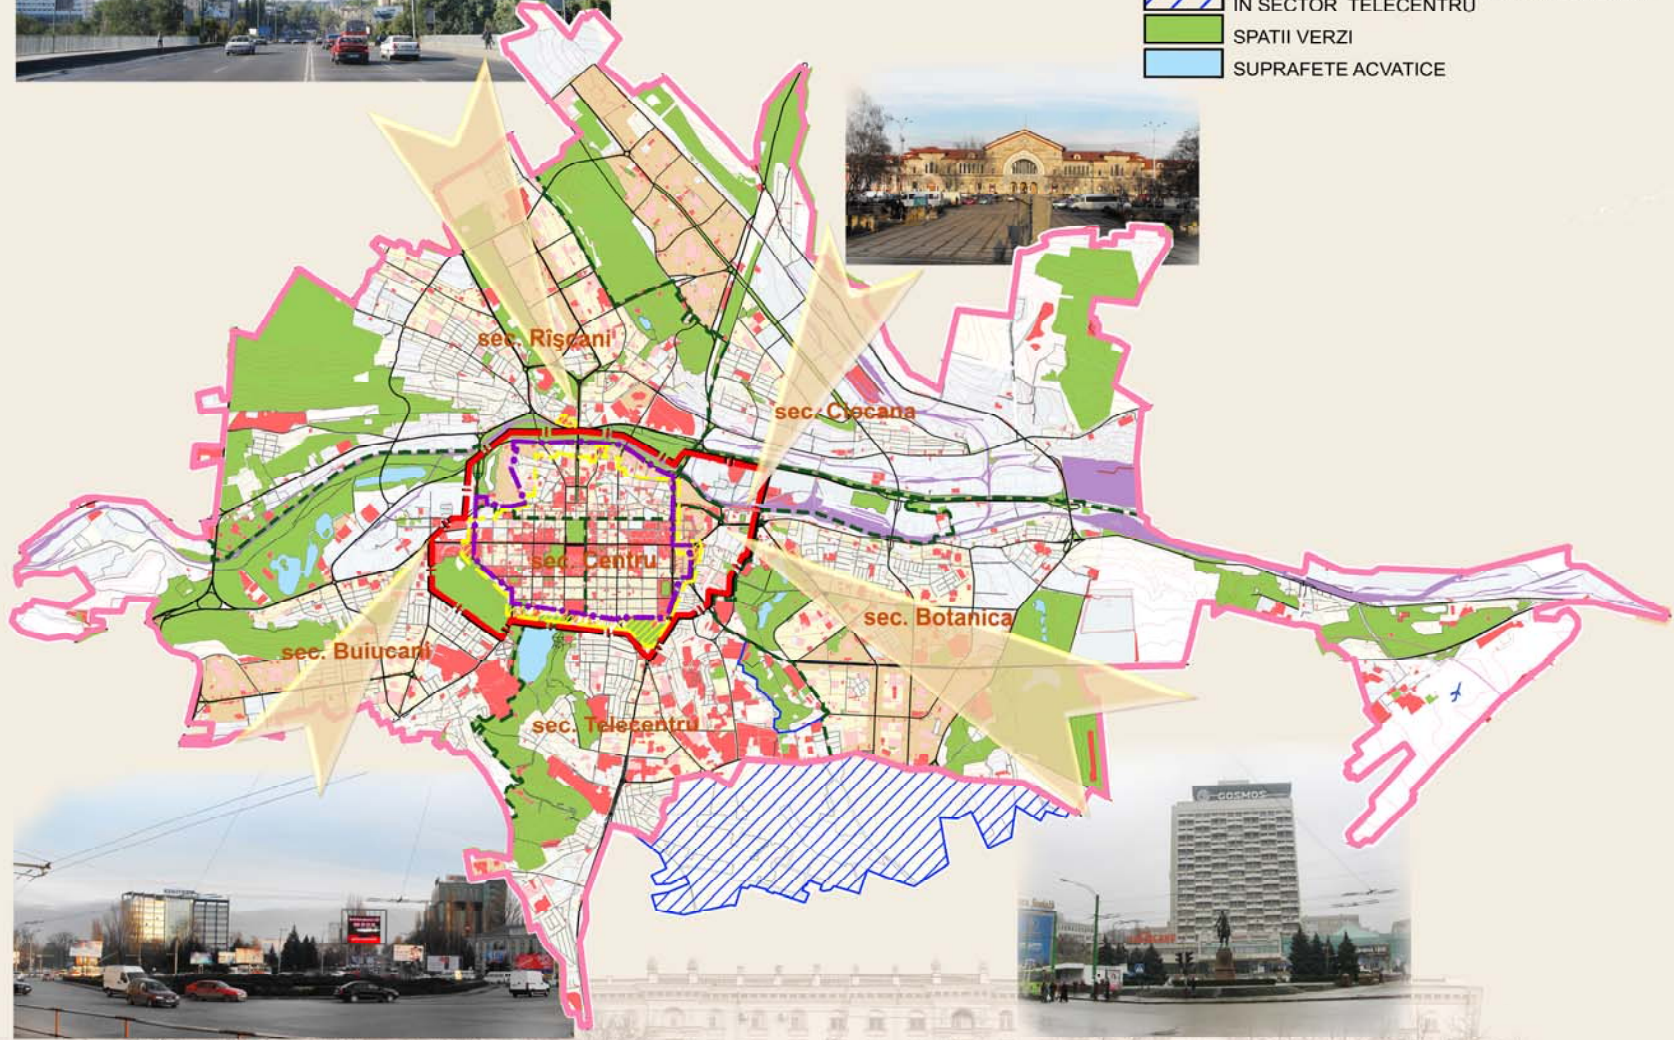 IN SECTOR TELECENTRU
SPATII VERZI
SUPRAFETE ACVATICE
sec. Rîşcani
sec. Ciocana
sec. Centru
sec. Botanica
sec. Buiucani
sec. Telecentru
COSMOS